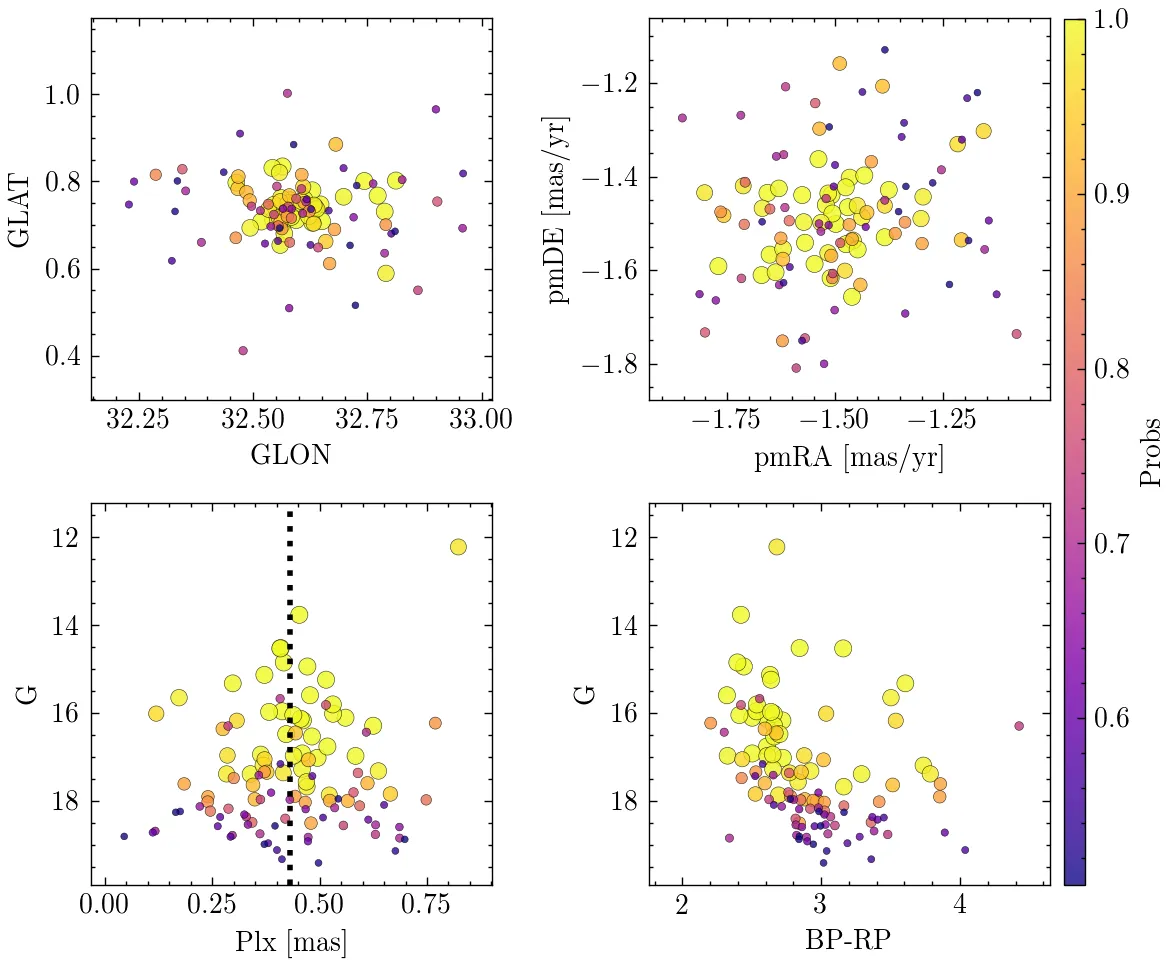 1.0
0.8
0.6
0.4
GLAT
32.25 32.50 32.75 33.00
GLON
−1.2
−1.4
−1.6
−1.8
pmDE [mas/yr]
−1.75 −1.50 −1.25
pmRA [mas/yr]
12
14
16
18
G
0.00 0.25 0.50 0.75
Plx [mas]
12
14
16
18
G
2 3 4
BP-RP
1.0
0.9
0.8
0.7
0.6
Probs